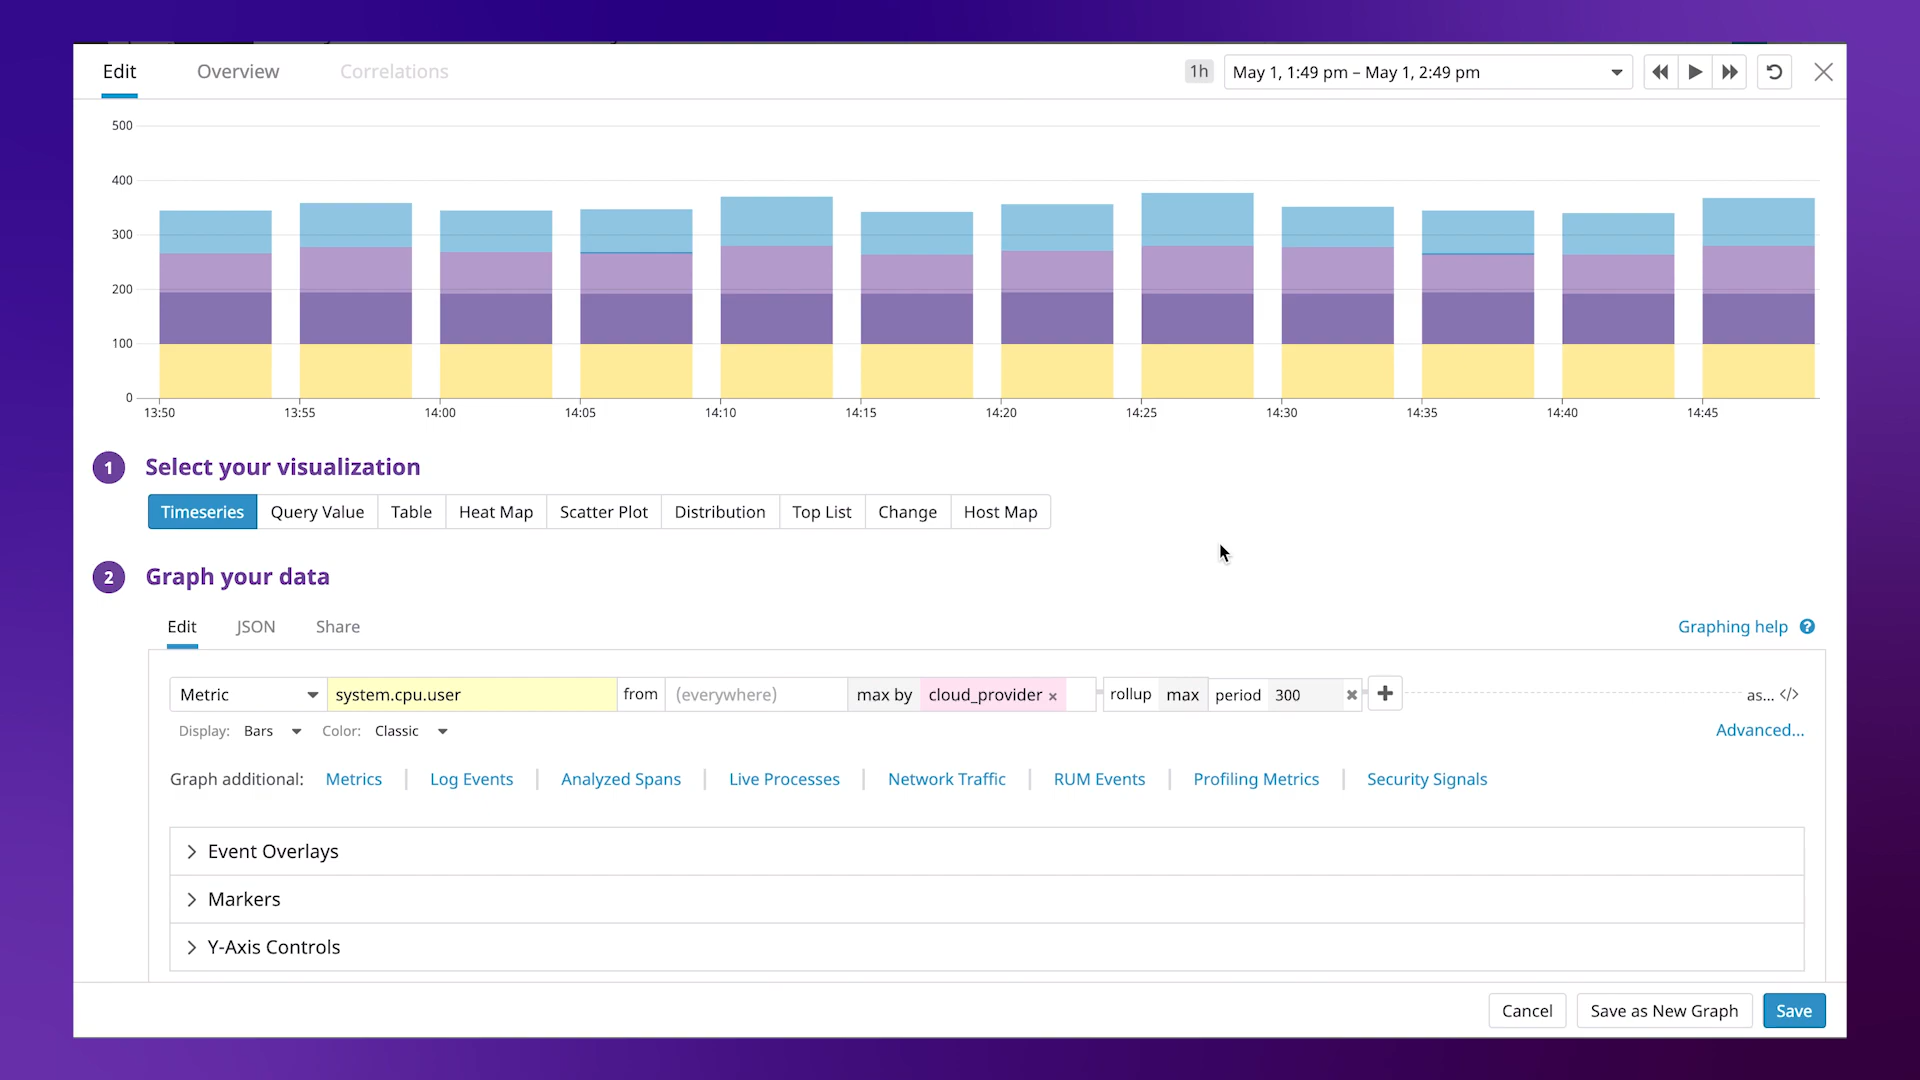 Edit Overview Correlations 1h May 1, 1:49 pm – May 1, 2:49 pm
500
400
300
200
100
0
13:50 13:55 14:00 14:05 14:10 14:15 14:20 14:25 14:30 14:35 14:40 14:45
1 Select your visualization
Timeseries Query Value Table Heat Map Scatter Plot Distribution Top List Change Host Map
2 Graph your data
Edit JSON Share Graphing help ?
Metric system.cpu.user from (everywhere) max by cloud_provider × rollup max period 300 × + as... </>
Display: Bars Color: Classic Advanced...
Graph additional: Metrics Log Events Analyzed Spans Live Processes Network Traffic RUM Events Profiling Metrics Security Signals
Event Overlays
Markers
Y-Axis Controls
Cancel Save as New Graph Save